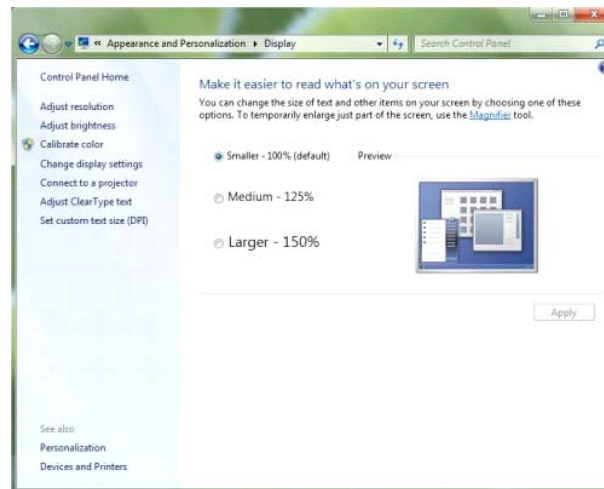 « Appearance and Personalization ▸ Display
Search Control Panel
Control Panel Home
Adjust resolution
Adjust brightness
Calibrate color
Change display settings
Connect to a projector
Adjust ClearType text
Set custom text size (DPI)
See also
Personalization
Devices and Printers
Make it easier to read what's on your screen
You can change the size of text and other items on your screen by choosing one of these
options. To temporarily enlarge just part of the screen, use the Magnifier tool.
Smaller - 100% (default)
Preview
Medium - 125%
Larger - 150%
Apply